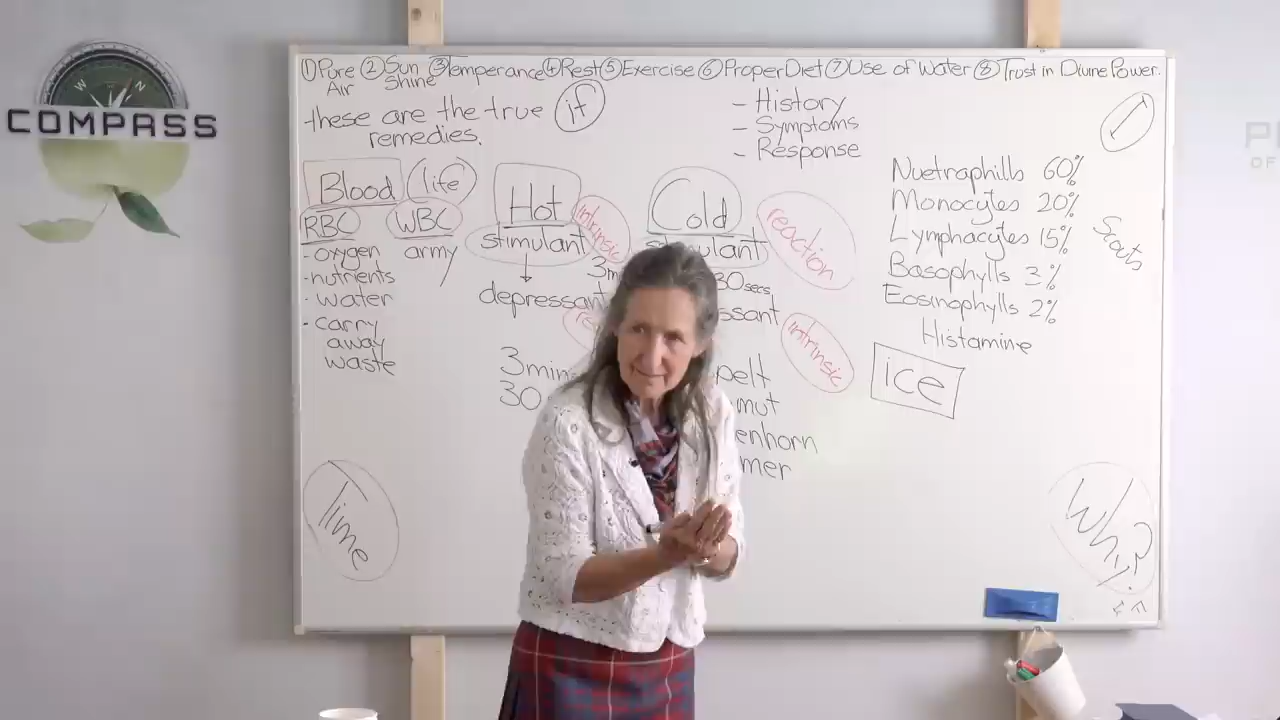 COMPASS
W N
①Pure Air ②Sun Shine ③Temperance ④Rest ⑤Exercise ⑥Proper Diet ⑦Use of Water ⑧Trust in Divine Power.
these are the true remedies.
if
- History
- Symptoms
- Response
Blood life
RBC WBC
- oxygen
- nutrients
- water
- carry away waste
army
Hot
stimulant
intrinsic
3m
depressant
3min
30
Cold
reaction
30secs
ssant
intrinsic
pelt
mut
enhorn
mer
Nuetraphills 60%
Monocytes 20%
Lymphacytes 15%
Basophylls 3%
Eosinophylls 2%
Histamine
Scouts
ice
Time
Why?